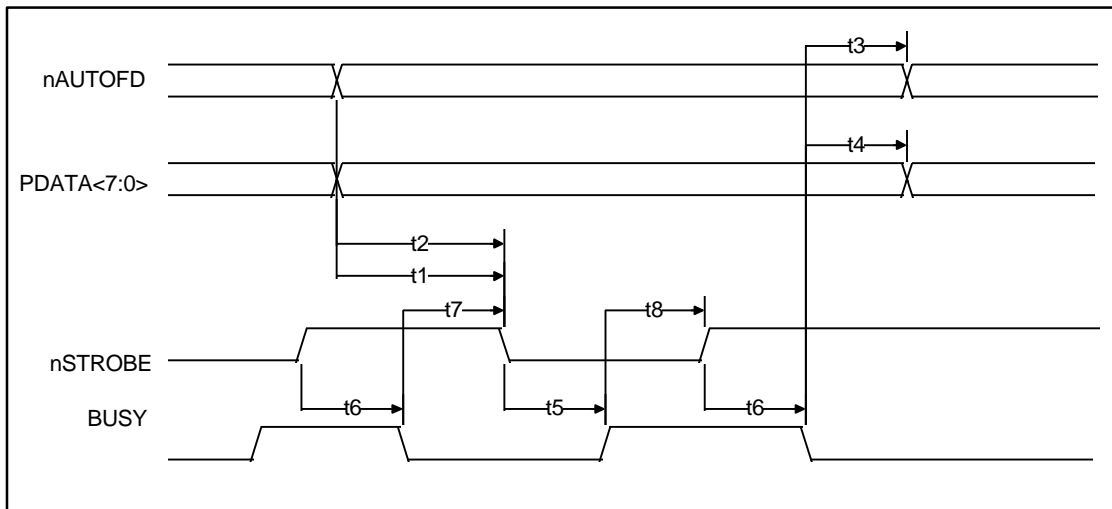 t3
nAUTOFD
t4
PDATA<7:0>
t2
t1
t7
t8
nSTROBE
t6
t5
t6
BUSY